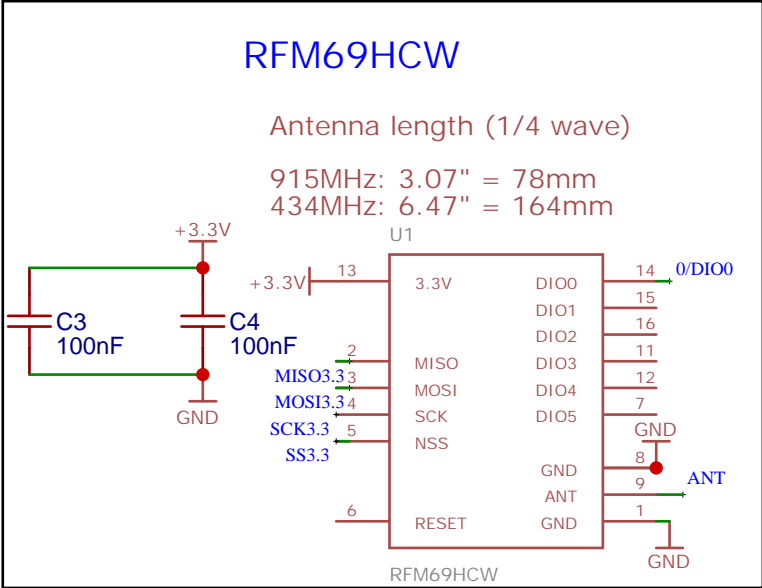 RFM69HCW
Antenna length (1/4 wave)
915MHz: 3.07" = 78mm
434MHz: 6.47" = 164mm
U1
+3.3V
+3.3V
13
3.3V
DIO0
14
0/DIO0
DIO1
15
DIO2
16
C3
100nF
C4
100nF
2
MISO
DIO3
11
MISO3.3
3
MOSI
DIO4
12
MOSI3.3
4
SCK
DIO5
7
GND
SCK3.3
5
NSS
GND
SS3.3
GND
8
ANT
9
ANT
6
RESET
GND
1
GND
RFM69HCW